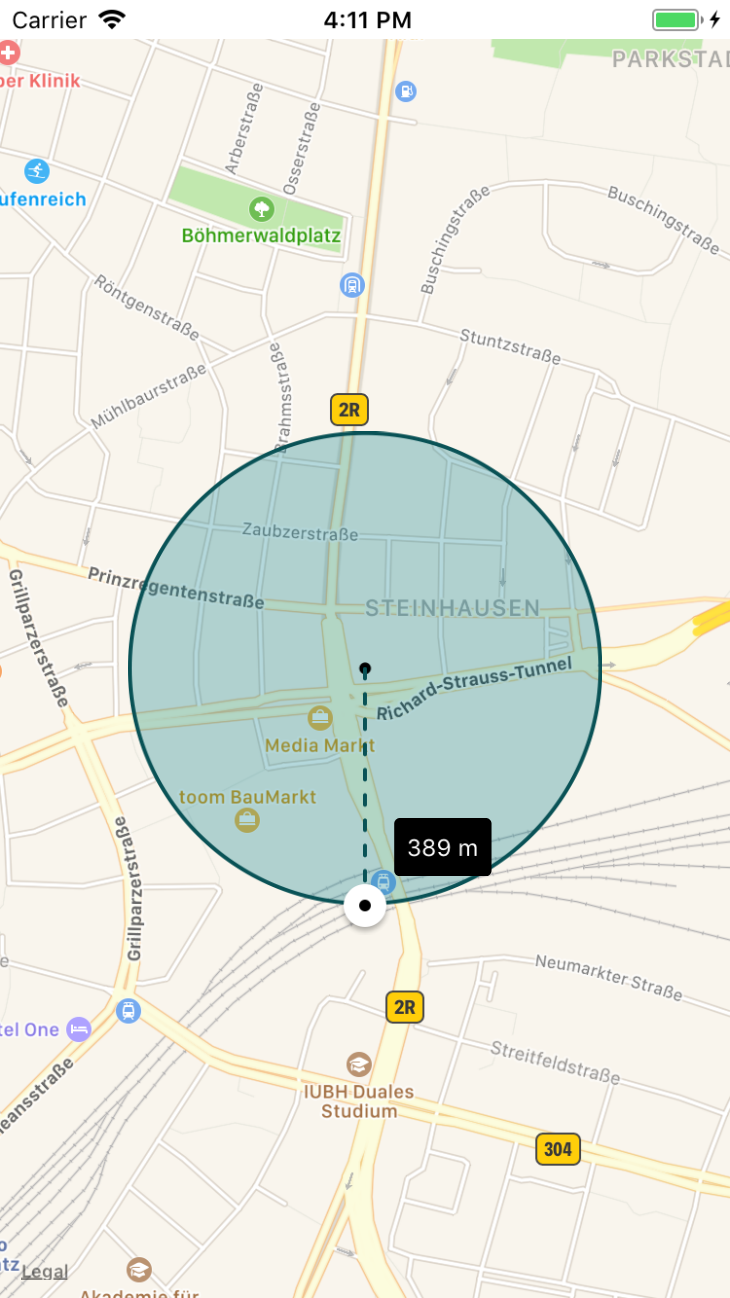 Carrier 4:11 PM
PARKSTAD
ber Klinik
Arberstraße
Osserstraße
ufenreich
Böhmerwaldplatz
Buschingstraße
Buschingstraße
Röntgenstraße
Stuntzstraße
Mühlbaurstraße
Brahmsstraße
2R
Zaubzerstraße
Prinzregentenstraße
STEINHAUSEN
Grillparzerstraße
Richard-Strauss-Tunnel
Media Markt
toom BauMarkt
389 m
Grillparzerstraße
e
Neumarkter Straße
2R
tel One
Streitfeldstraße
IUBH Duales
Studium
eansstraße
304
o
atz
Legal
Akademie für